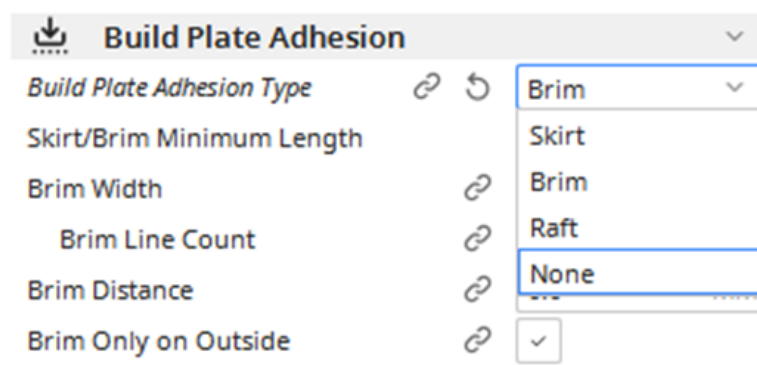 Build Plate Adhesion
Build Plate Adhesion Type Brim
Skirt/Brim Minimum Length Skirt
Brim Width Brim
Brim Line Count Raft
Brim Distance None
Brim Only on Outside